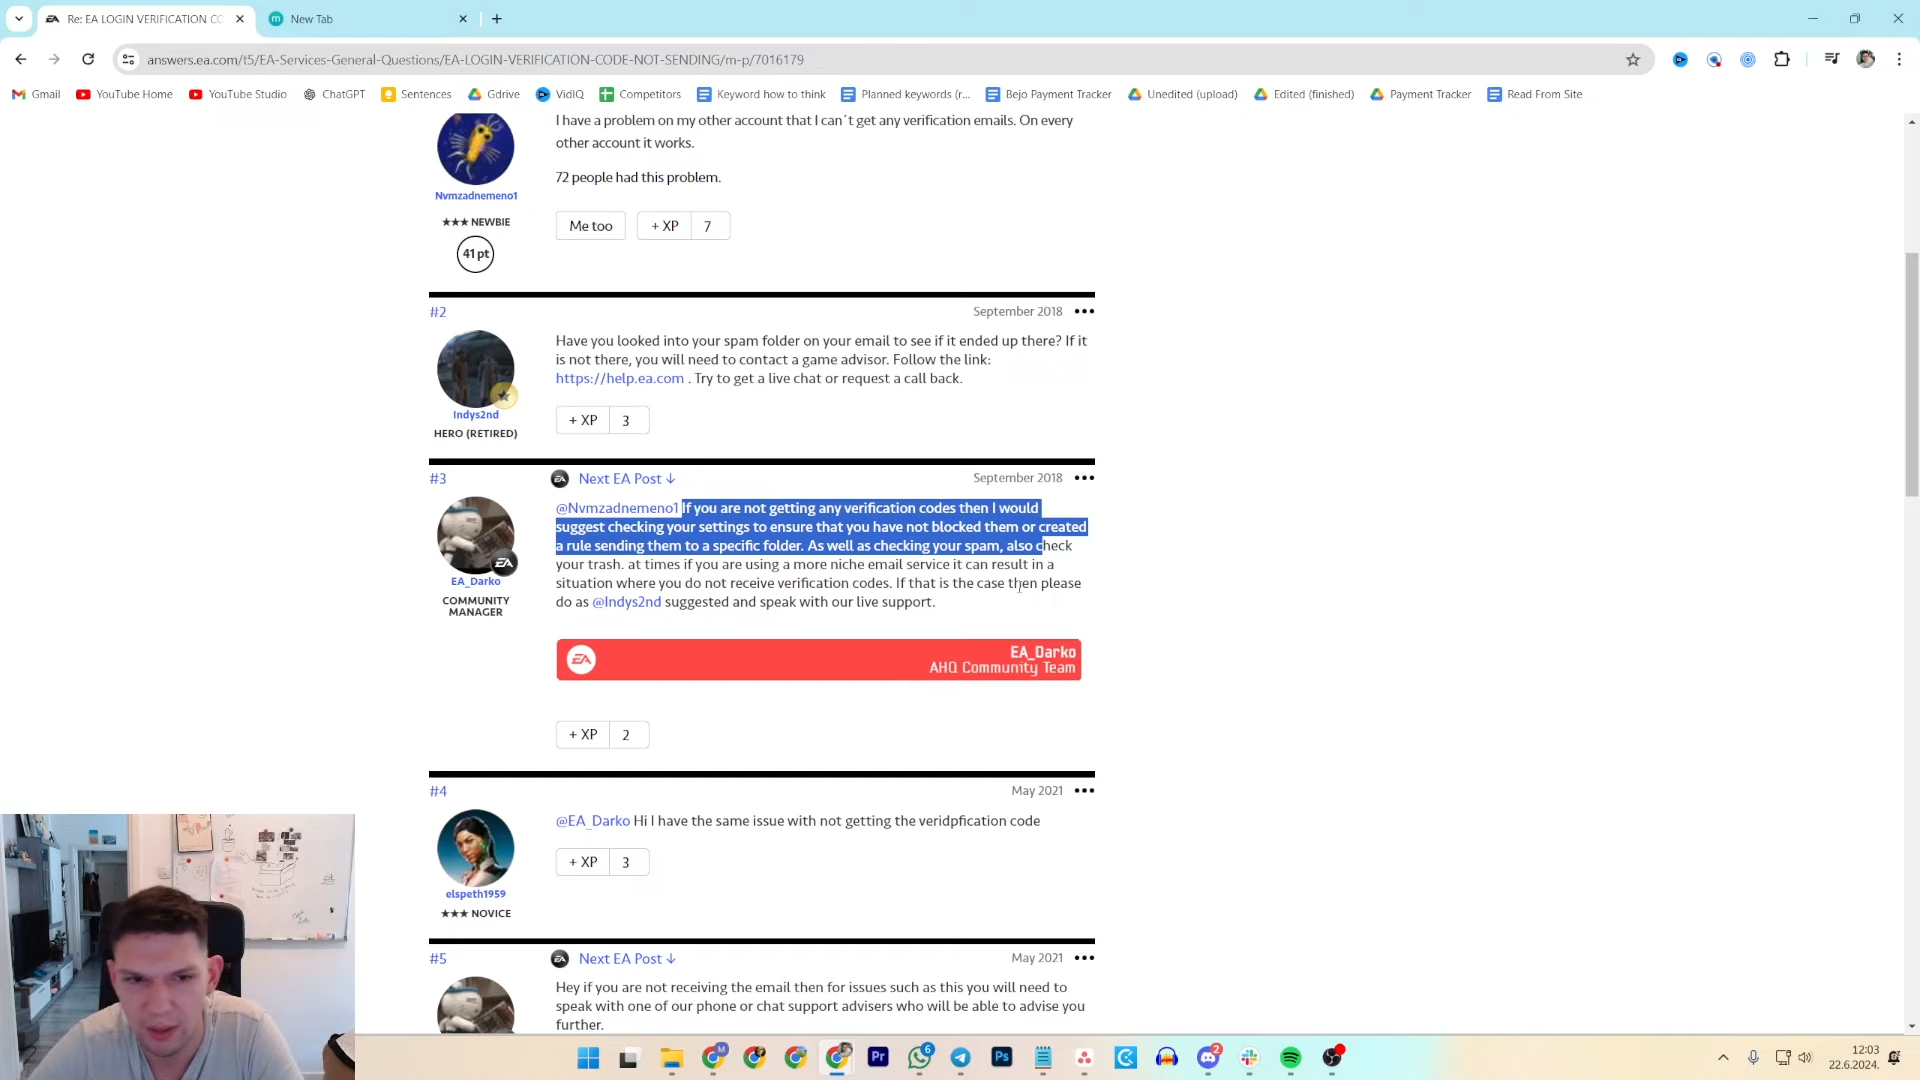 Re: EA LOGIN VERIFICATION CO
New Tab
answers.ea.com/t5/EA-Services-General-Questions/EA-LOGIN-VERIFICATION-CODE-NOT-SENDING/m-p/7016179
Gmail
YouTube Home
YouTube Studio
ChatGPT
Sentences
Gdrive
VidIQ
Competitors
Keyword how to think
Planned keywords (r...
Bejo Payment Tracker
Unedited (upload)
Edited (finished)
Payment Tracker
Read From Site
I have a problem on my other account that I can´t get any verification emails. On every
other account it works.
72 people had this problem.
Nvmzadnemeno1
★★★ NEWBIE
41 pt
Me too
+ XP 7
#2
September 2018
Have you looked into your spam folder on your email to see if it ended up there? If it
is not there, you will need to contact a game advisor. Follow the link:
https://help.ea.com . Try to get a live chat or request a call back.
Indys2nd
HERO (RETIRED)
+ XP 3
#3
Next EA Post ↓
September 2018
@Nvmzadnemeno1 If you are not getting any verification codes then I would
suggest checking your settings to ensure that you have not blocked them or created
a rule sending them to a specific folder. As well as checking your spam, also check
your trash. at times if you are using a more niche email service it can result in a
situation where you do not receive verification codes. If that is the case then please
do as @Indys2nd suggested and speak with our live support.
EA_Darko
COMMUNITY
MANAGER
EA
EA_Darko
AHQ Community Team
+ XP 2
#4
May 2021
@EA_Darko Hi I have the same issue with not getting the veridpfication code
elspeth1959
★★★ NOVICE
+ XP 3
#5
Next EA Post ↓
May 2021
Hey if you are not receiving the email then for issues such as this you will need to
speak with one of our phone or chat support advisers who will be able to advise you
further.
M
Pr
6
Ps
2
12:03
22.6.2024.